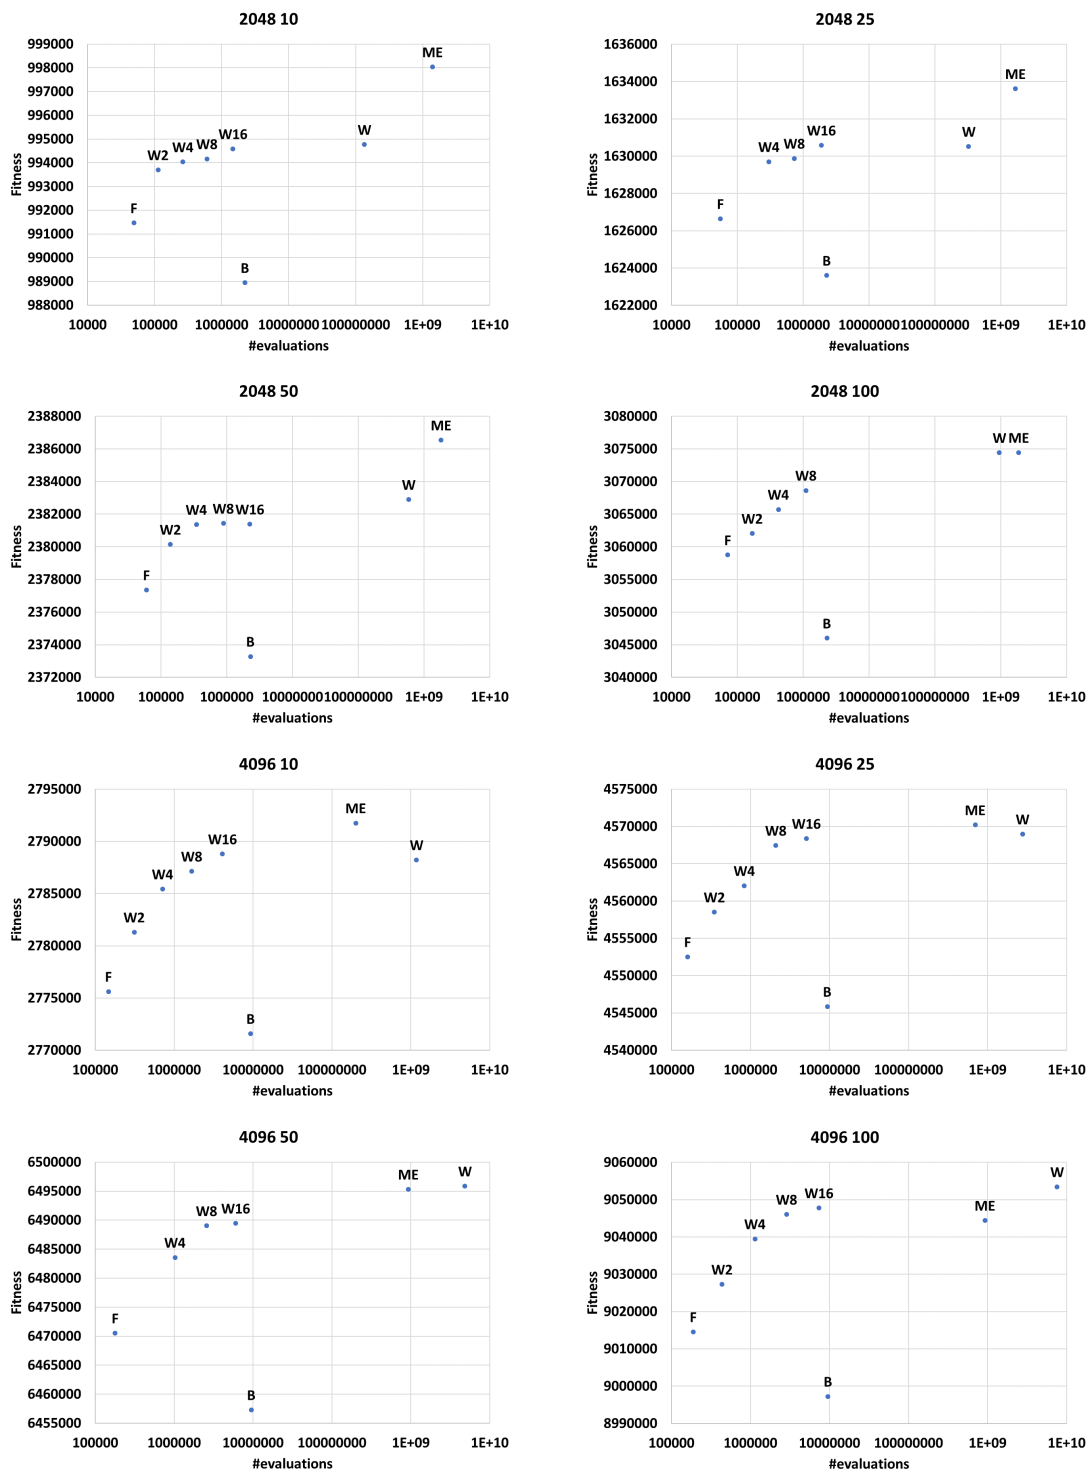 2048 10
999000
998000
997000
996000
995000
994000
993000
992000
991000
990000
989000
988000
Fitness
ME
W
W16
W8
W4
W2
F
B
10000 100000 1000000 10000000 100000000 1E+09 1E+10
#evaluations
2048 25
1636000
1634000
1632000
1630000
1628000
1626000
1624000
1622000
Fitness
ME
W
W16
W8
W4
F
B
10000 100000 1000000 10000000 100000000 1E+09 1E+10
#evaluations
2048 50
2388000
2386000
2384000
2382000
2380000
2378000
2376000
2374000
2372000
Fitness
ME
W
W4 W8 W16
W2
F
B
10000 100000 1000000 10000000 100000000 1E+09 1E+10
#evaluations
2048 100
3080000
3075000
3070000
3065000
3060000
3055000
3050000
3045000
3040000
Fitness
W ME
W8
W4
W2
F
B
10000 100000 1000000 10000000 100000000 1E+09 1E+10
#evaluations
4096 10
2795000
2790000
2785000
2780000
2775000
2770000
Fitness
ME
W
W16
W8
W4
W2
F
B
100000 1000000 10000000 100000000 1E+09 1E+10
#evaluations
4096 25
4575000
4570000
4565000
4560000
4555000
4550000
4545000
4540000
Fitness
ME
W
W16
W8
W4
W2
F
B
100000 1000000 10000000 100000000 1E+09 1E+10
#evaluations
4096 50
6500000
6495000
6490000
6485000
6480000
6475000
6470000
6465000
6460000
6455000
Fitness
W
ME
W8 W16
W4
F
B
100000 1000000 10000000 100000000 1E+09 1E+10
#evaluations
4096 100
9060000
9050000
9040000
9030000
9020000
9010000
9000000
8990000
Fitness
W
ME
W16
W8
W4
W2
F
B
100000 1000000 10000000 100000000 1E+09 1E+10
#evaluations